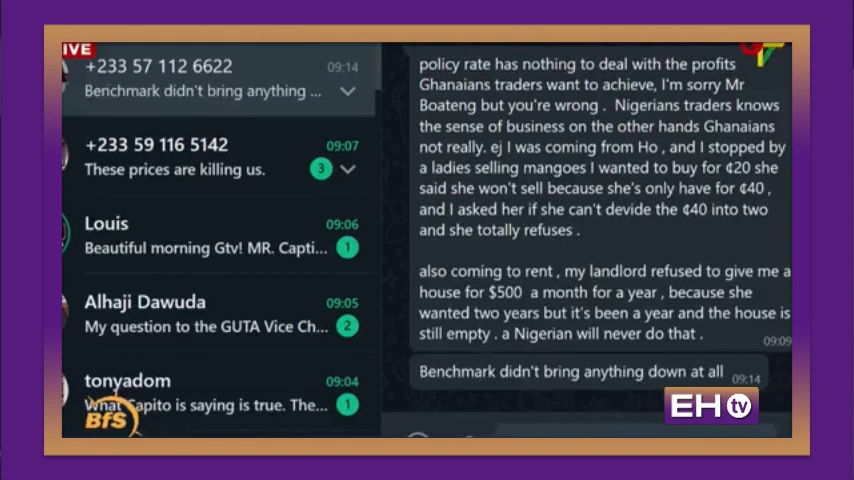 IVE
+233 57 112 6622
09:14
Benchmark didn't bring anything ...
+233 59 116 5142
09:07
These prices are killing us.
3
Louis
09:06
Beautiful morning Gtv! MR. Capti...
1
Alhaji Dawuda
09:05
My question to the GUTA Vice Ch...
2
tonyadom
09:04
What Capito is saying is true. The...
1
BfS
policy rate has nothing to deal with the profits
Ghanaians traders want to achieve, I'm sorry Mr
Boateng but you're wrong . Nigerians traders knows
the sense of business on the other hands Ghanaians
not really. ej I was coming from Ho , and I stopped by
a ladies selling mangoes I wanted to buy for ¢20 she
said she won't sell because she's only have for ¢40 ,
and I asked her if she can't devide the ¢40 into two
and she totally refuses .
also coming to rent , my landlord refused to give me a
house for $500 a month for a year , because she
wanted two years but it's been a year and the house is
still empty . a Nigerian will never do that .
09:09
Benchmark didn't bring anything down at all
09:14
EH tv